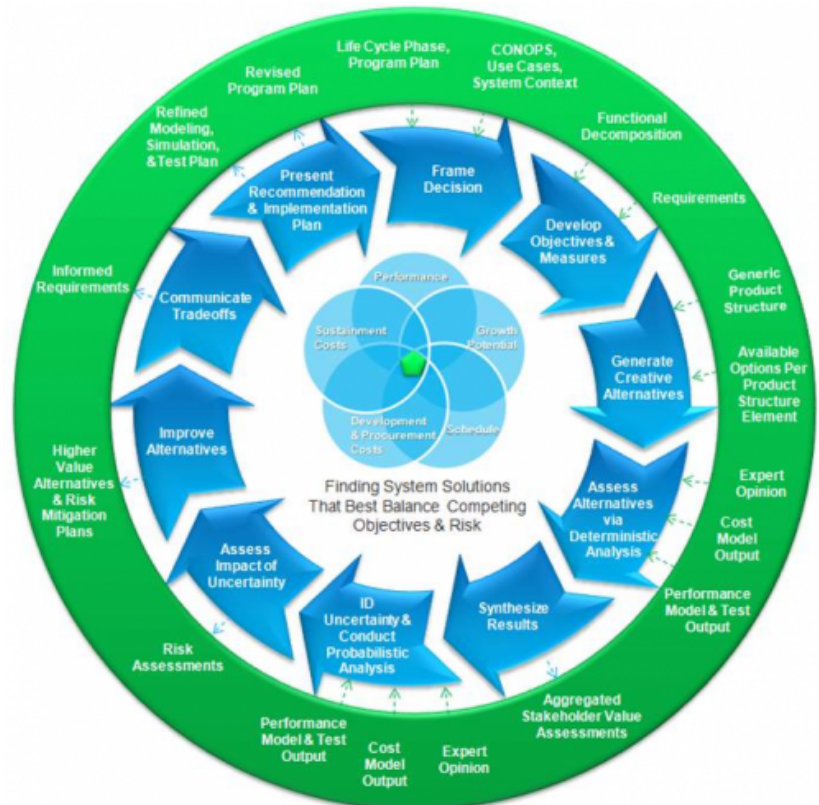 Life Cycle Phase,
Program Plan
CONOPS,
Use Cases,
System Context
Functional
Decomposition
Requirements
Generic
Product
Structure
Available
Options Per
Product
Structure
Element
Expert
Opinion
Cost
Model
Output
Performance
Model & Test
Output
Aggregated
Stakeholder Value
Assessments
Expert
Opinion
Cost
Model
Output
Performance
Model & Test
Output
Risk
Assessments
Higher
Value
Alternatives
& Risk
Mitigation
Plans
Informed
Requirements
Refined
Modeling,
Simulation,
& Test Plan
Revised
Program Plan
Frame
Decision
Develop
Objectives &
Measures
Generate
Creative
Alternatives
Assess
Alternatives
via
Deterministic
Analysis
Synthesize
Results
ID
Uncertainty &
Conduct
Probabilistic
Analysis
Assess
Impact of
Uncertainty
Improve
Alternatives
Communicate
Tradeoffs
Present
Recommendation
& Implementation
Plan
Performance
Growth
Potential
Schedule
Development
& Procurement
Costs
Sustainment
Costs
Finding System Solutions
That Best Balance Competing
Objectives & Risk